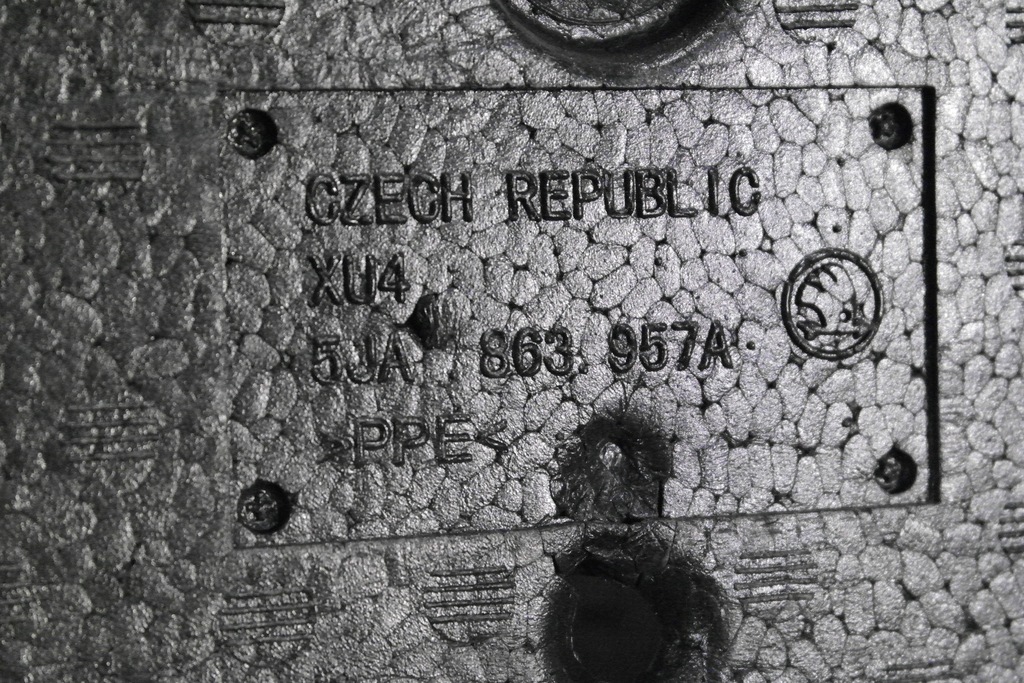 CZECH REPUBLIC
XU4
5JA 863.957A
>PPE<